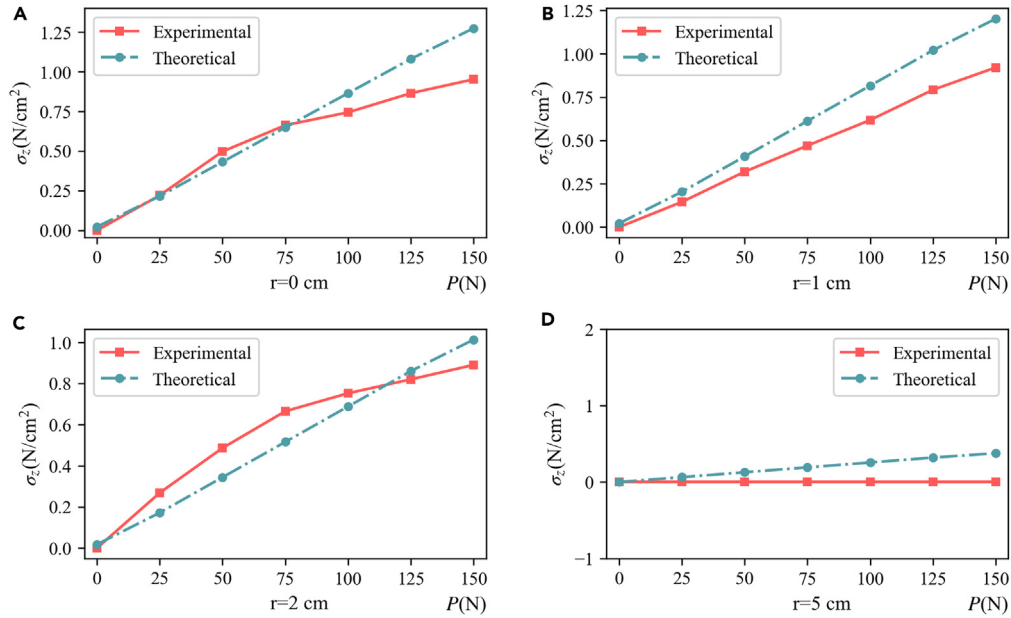 A
Experimental
Theoretical
σz(N/cm²)
1.25
1.00
0.75
0.50
0.25
0.00
0 25 50 75 100 125 150
r=0 cm P(N)
B
Experimental
Theoretical
σz(N/cm²)
1.25
1.00
0.75
0.50
0.25
0.00
0 25 50 75 100 125 150
r=1 cm P(N)
C
Experimental
Theoretical
σz(N/cm²)
1.0
0.8
0.6
0.4
0.2
0.0
0 25 50 75 100 125 150
r=2 cm P(N)
D
Experimental
Theoretical
σz(N/cm²)
2
1
0
−1
0 25 50 75 100 125 150
r=5 cm P(N)